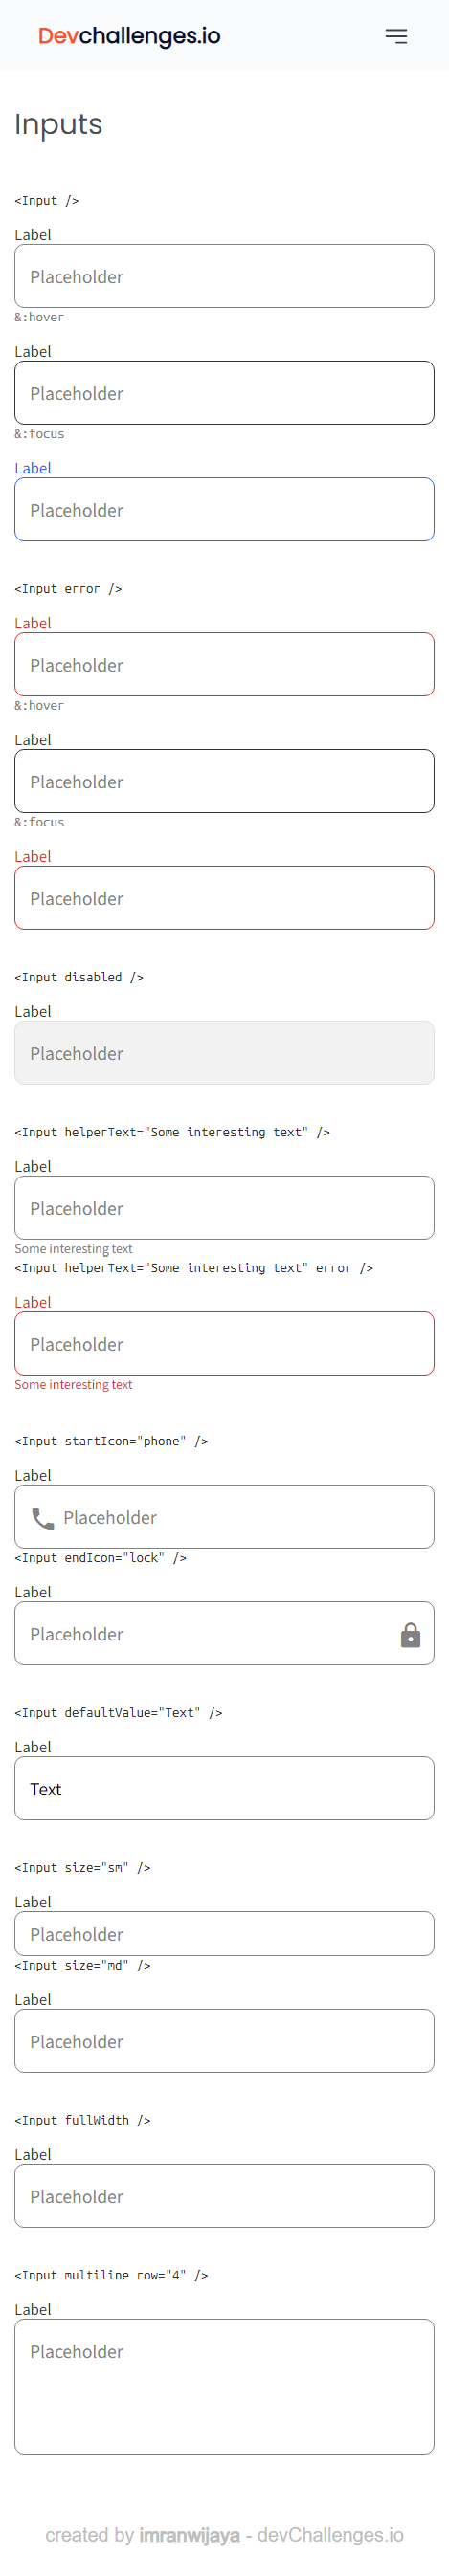 Devchallenges.io
Inputs
<Input />
Label
Placeholder
&:hover
Label
Placeholder
&:focus
Label
Placeholder
<Input error />
Label
Placeholder
&:hover
Label
Placeholder
&:focus
Label
Placeholder
<Input disabled />
Label
Placeholder
<Input helperText="Some interesting text" />
Label
Placeholder
Some interesting text
<Input helperText="Some interesting text" error />
Label
Placeholder
Some interesting text
<Input startIcon="phone" />
Label
Placeholder
<Input endIcon="lock" />
Label
Placeholder
<Input defaultValue="Text" />
Label
Text
<Input size="sm" />
Label
Placeholder
<Input size="md" />
Label
Placeholder
<Input fullWidth />
Label
Placeholder
<Input multiline row="4" />
Label
Placeholder
created by imranwijaya - devChallenges.io